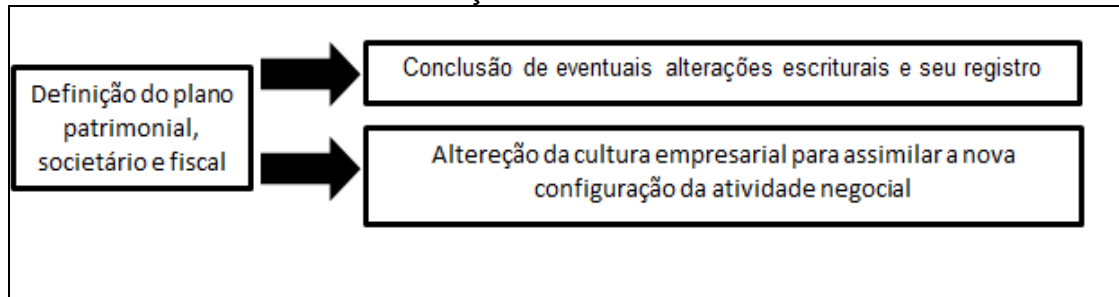 Definição do plano
patrimonial,
societário e fiscal
Conclusão de eventuais alterações escriturais e seu registro
Altereção da cultura empresarial para assimilar a nova
configuração da atividade negocial